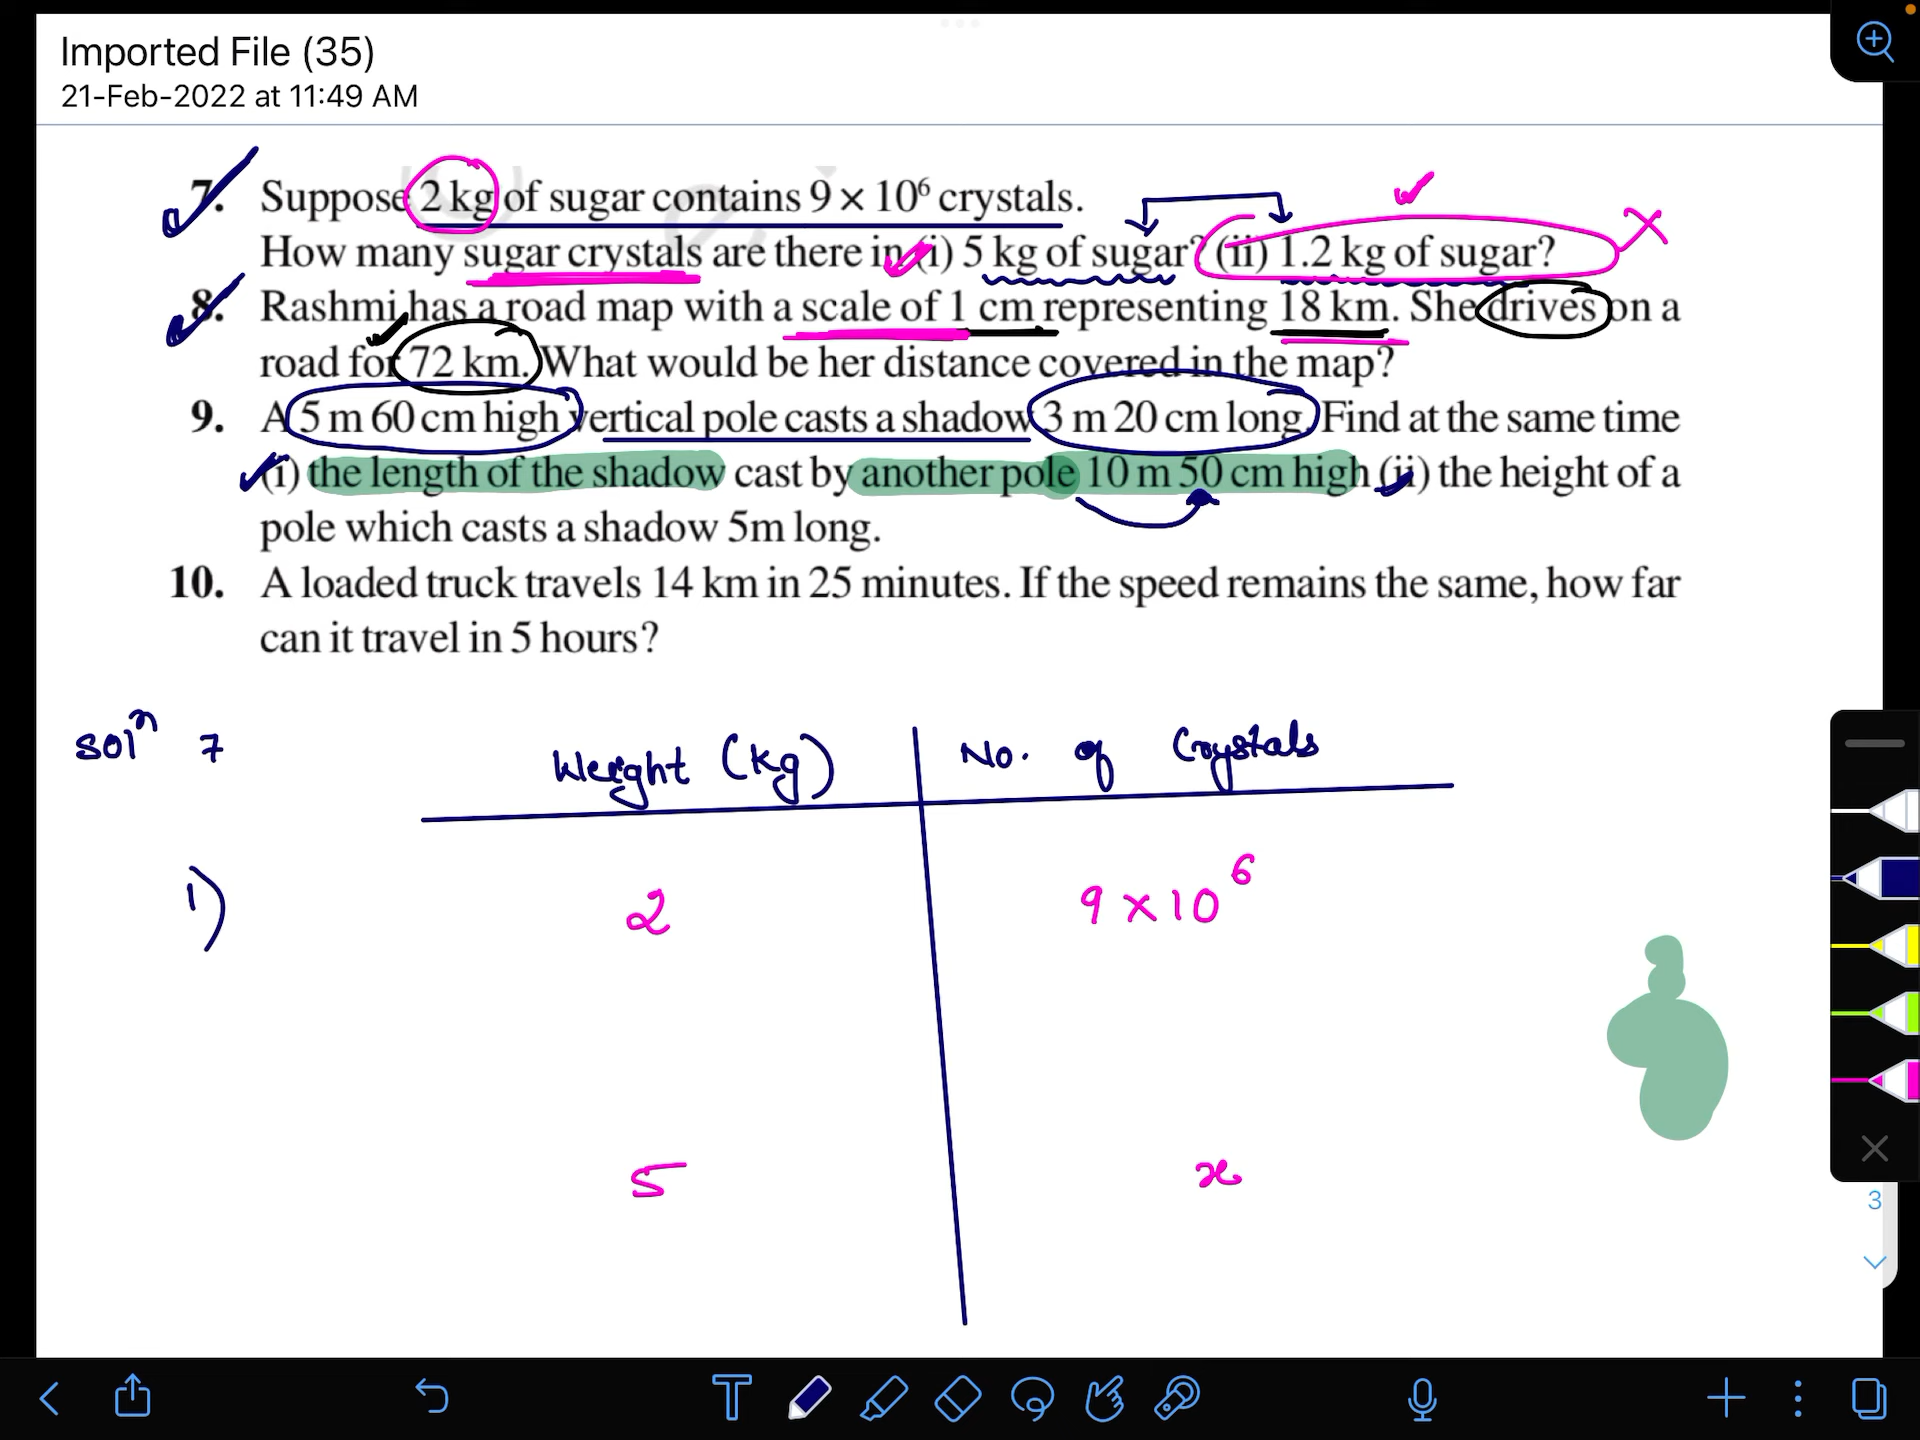 Imported File (35)
21-Feb-2022 at 11:49 AM
7. Suppose 2 kg of sugar contains 9 × 10⁶ crystals.
How many sugar crystals are there in (i) 5 kg of sugar? (ii) 1.2 kg of sugar?
8. Rashmi has a road map with a scale of 1 cm representing 18 km. She drives on a
road for 72 km. What would be her distance covered in the map?
9. A 5 m 60 cm high vertical pole casts a shadow 3 m 20 cm long. Find at the same time
(i) the length of the shadow cast by another pole 10 m 50 cm high (ii) the height of a
pole which casts a shadow 5m long.
10. A loaded truck travels 14 km in 25 minutes. If the speed remains the same, how far
can it travel in 5 hours?
Solⁿ 7
Weight (Kg) No. of Crystals
1) 2 9 × 10⁶
5 x
3
T